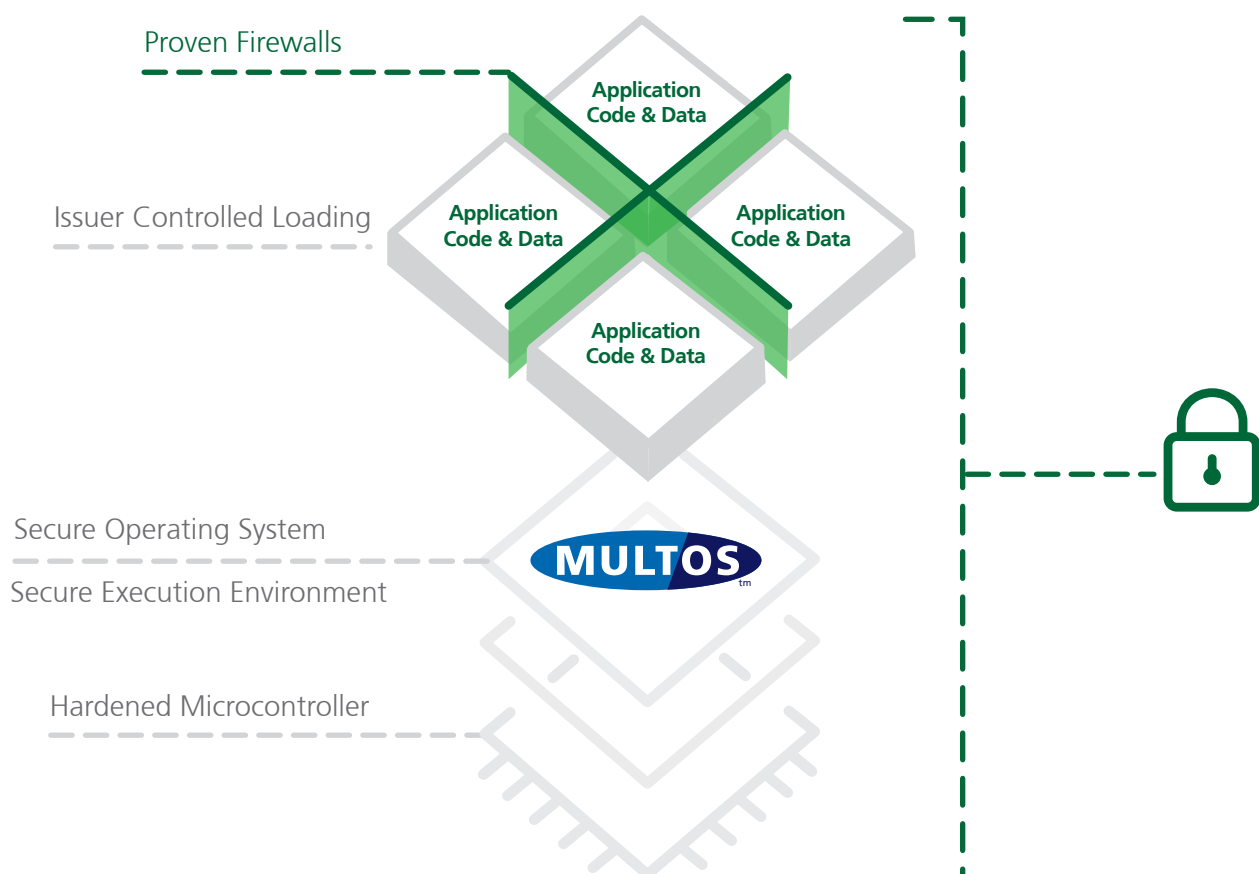 Proven Firewalls
Application
Code & Data
Issuer Controlled Loading
Application
Code & Data
Application
Code & Data
Application
Code & Data
Secure Operating System
MULTOS
tm
Secure Execution Environment
Hardened Microcontroller